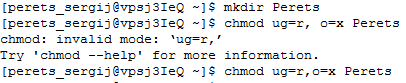 [perets_sergij@vpsj3IeQ ~]$ mkdir Perets
[perets_sergij@vpsj3IeQ ~]$ chmod ug=r, o=x Perets
chmod: invalid mode: ‘ug=r,’
Try 'chmod --help' for more information.
[perets_sergij@vpsj3IeQ ~]$ chmod ug=r,o=x Perets